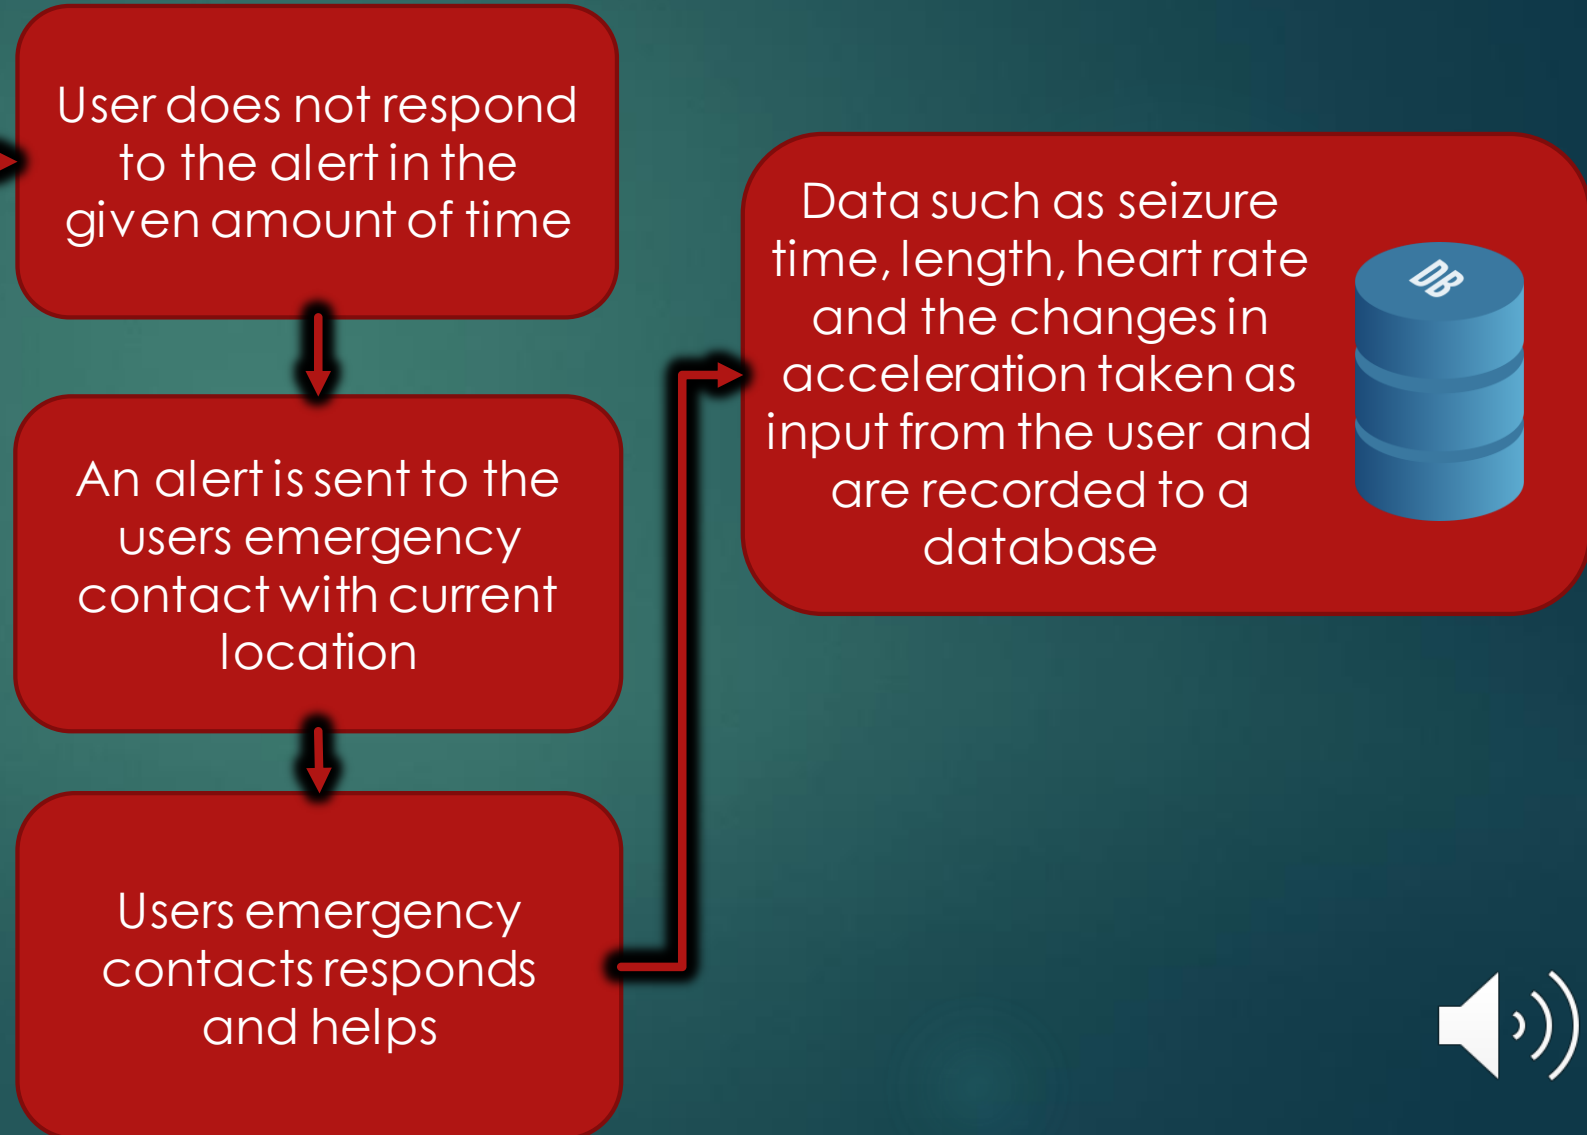 User does not respond
to the alert in the
given amount of time
An alert is sent to the
users emergency
contact with current
location
Users emergency
contacts responds
and helps
Data such as seizure
time, length, heart rate
and the changes in
acceleration taken as
input from the user and
are recorded to a
database
DB